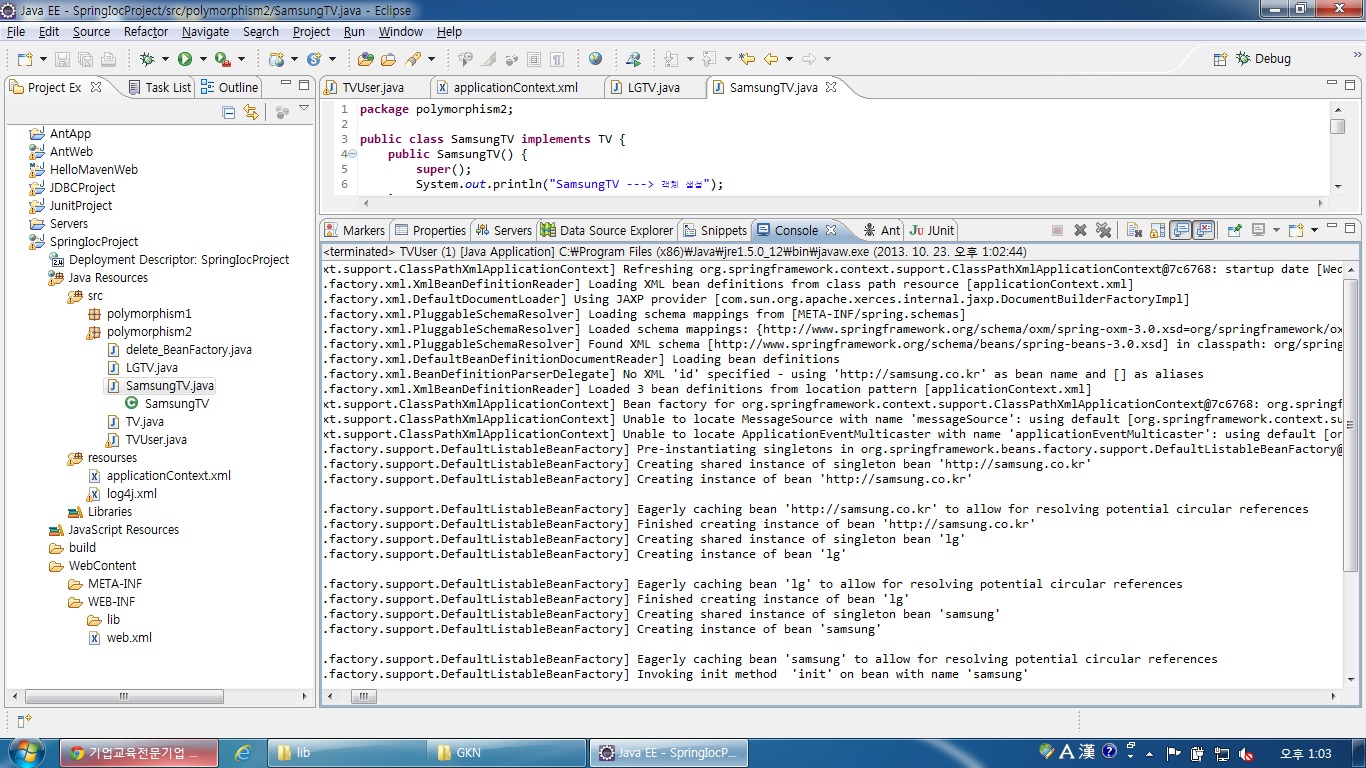 Java EE - SpringIocProject/src/polymorphism2/SamsungTV.java - Eclipse
File Edit Source Refactor Navigate Search Project Run Window Help
Debug
Project Ex Task List Outline
AntApp
AntWeb
HelloMavenWeb
JDBCProject
JunitProject
Servers
SpringIocProject
Deployment Descriptor: SpringIocProject
Java Resources
src
polymorphism1
polymorphism2
delete_BeanFactory.java
LGTV.java
SamsungTV.java
SamsungTV
TV.java
TVUser.java
resourses
applicationContext.xml
log4j.xml
Libraries
JavaScript Resources
build
WebContent
META-INF
WEB-INF
lib
web.xml
TVUser.java applicationContext.xml LGTV.java SamsungTV.java
1 package polymorphism2;
2
3 public class SamsungTV implements TV {
4 public SamsungTV() {
5 super();
6 System.out.println("SamsungTV ---> 객체 생성");
Markers Properties Servers Data Source Explorer Snippets Console Ant JUnit
<terminated> TVUser (1) [Java Application] C:₩Program Files (x86)₩Java₩jre1.5.0_12₩bin₩javaw.exe (2013. 10. 23. 오후 1:02:44)
xt.support.ClassPathXmlApplicationContext] Refreshing org.springframework.context.support.ClassPathXmlApplicationContext@7c6768: startup date [Wed
.factory.xml.XmlBeanDefinitionReader] Loading XML bean definitions from class path resource [applicationContext.xml]
.factory.xml.DefaultDocumentLoader] Using JAXP provider [com.sun.org.apache.xerces.internal.jaxp.DocumentBuilderFactoryImpl]
.factory.xml.PluggableSchemaResolver] Loading schema mappings from [META-INF/spring.schemas]
.factory.xml.PluggableSchemaResolver] Loaded schema mappings: {http://www.springframework.org/schema/oxm/spring-oxm-3.0.xsd=org/springframework/ox
.factory.xml.PluggableSchemaResolver] Found XML schema [http://www.springframework.org/schema/beans/spring-beans-3.0.xsd] in classpath: org/spring
.factory.xml.DefaultBeanDefinitionDocumentReader] Loading bean definitions
.factory.xml.BeanDefinitionParserDelegate] No XML 'id' specified - using 'http://samsung.co.kr' as bean name and [] as aliases
.factory.xml.XmlBeanDefinitionReader] Loaded 3 bean definitions from location pattern [applicationContext.xml]
xt.support.ClassPathXmlApplicationContext] Bean factory for org.springframework.context.support.ClassPathXmlApplicationContext@7c6768: org.springf
xt.support.ClassPathXmlApplicationContext] Unable to locate MessageSource with name 'messageSource': using default [org.springframework.context.su
xt.support.ClassPathXmlApplicationContext] Unable to locate ApplicationEventMulticaster with name 'applicationEventMulticaster': using default [or
.factory.support.DefaultListableBeanFactory] Pre-instantiating singletons in org.springframework.beans.factory.support.DefaultListableBeanFactory@
.factory.support.DefaultListableBeanFactory] Creating shared instance of singleton bean 'http://samsung.co.kr'
.factory.support.DefaultListableBeanFactory] Creating instance of bean 'http://samsung.co.kr'
.factory.support.DefaultListableBeanFactory] Eagerly caching bean 'http://samsung.co.kr' to allow for resolving potential circular references
.factory.support.DefaultListableBeanFactory] Finished creating instance of bean 'http://samsung.co.kr'
.factory.support.DefaultListableBeanFactory] Creating shared instance of singleton bean 'lg'
.factory.support.DefaultListableBeanFactory] Creating instance of bean 'lg'
.factory.support.DefaultListableBeanFactory] Eagerly caching bean 'lg' to allow for resolving potential circular references
.factory.support.DefaultListableBeanFactory] Finished creating instance of bean 'lg'
.factory.support.DefaultListableBeanFactory] Creating shared instance of singleton bean 'samsung'
.factory.support.DefaultListableBeanFactory] Creating instance of bean 'samsung'
.factory.support.DefaultListableBeanFactory] Eagerly caching bean 'samsung' to allow for resolving potential circular references
.factory.support.DefaultListableBeanFactory] Invoking init method 'init' on bean with name 'samsung'
기업교육전문기업 ... lib GKN Java EE - SpringIocP... A 漢 오후 1:03